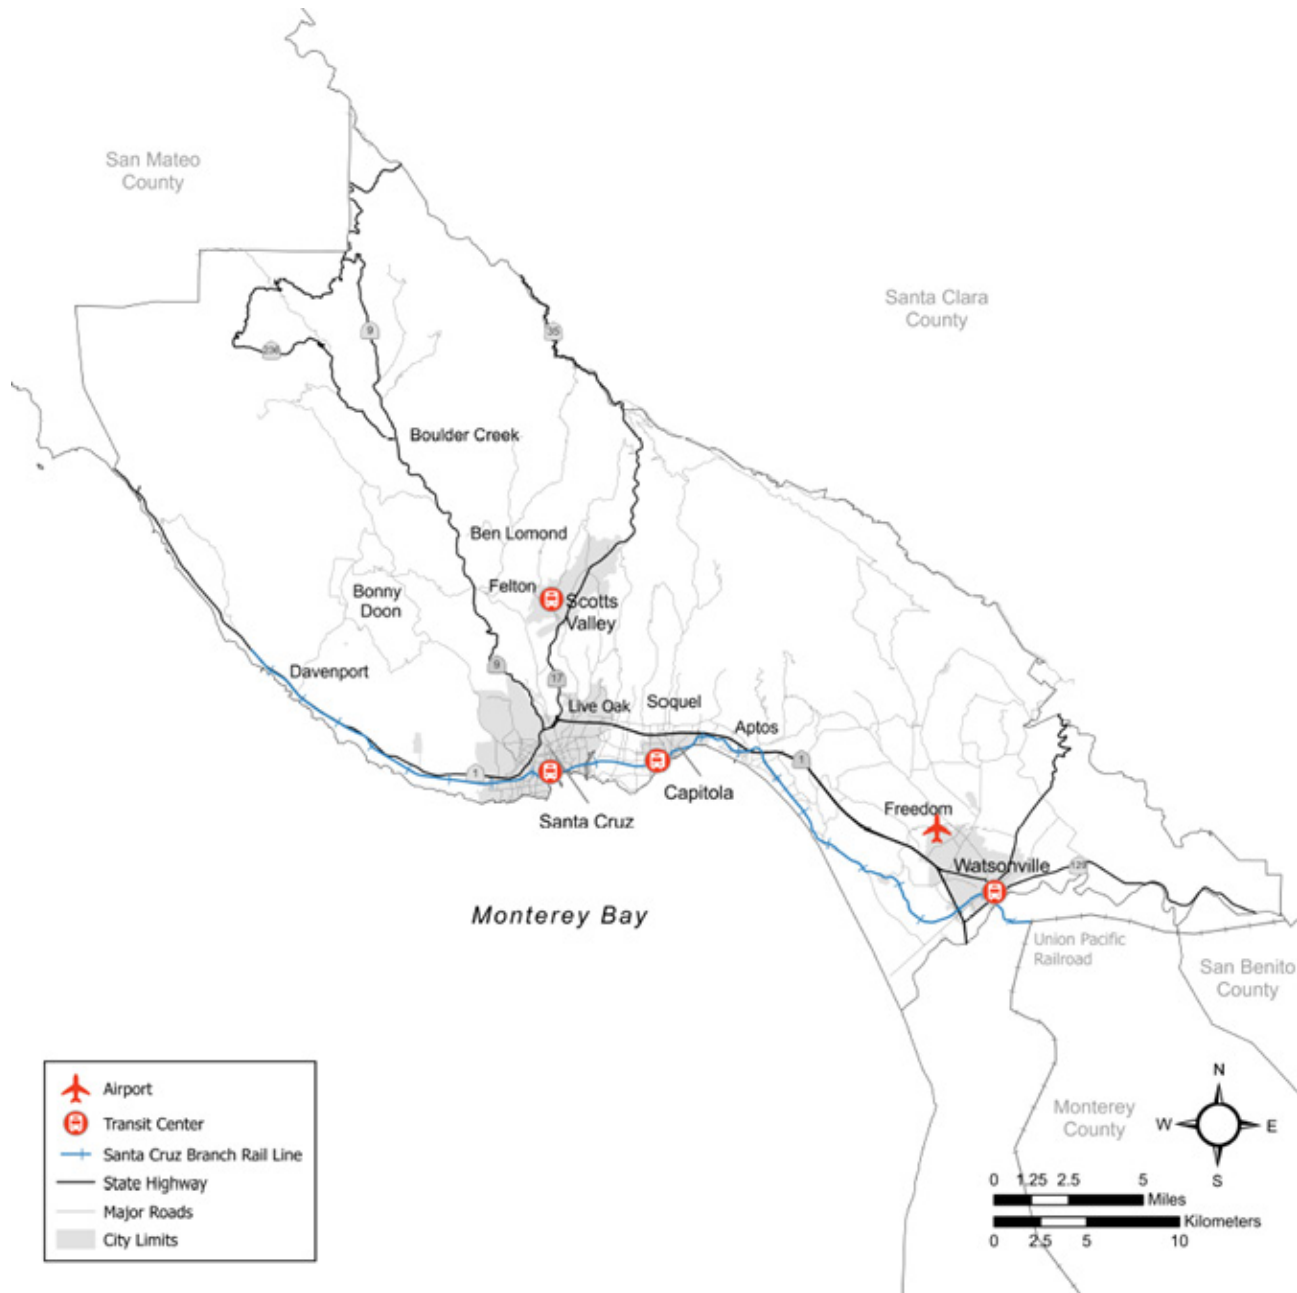 San Mateo
County
Santa Clara
County
9
35
236
Boulder Creek
Ben Lomond
Felton
Bonny
Doon
Scotts
Valley
Davenport
9
17
Live Oak
Soquel
Aptos
1
1
Capitola
Santa Cruz
Freedom
Watsonville
129
Monterey Bay
Union Pacific
Railroad
San Benito
County
Monterey
County
Airport
Transit Center
Santa Cruz Branch Rail Line
State Highway
Major Roads
City Limits
N
W
E
S
0 1.25 2.5 5
Miles
Kilometers
0 2.5 5 10